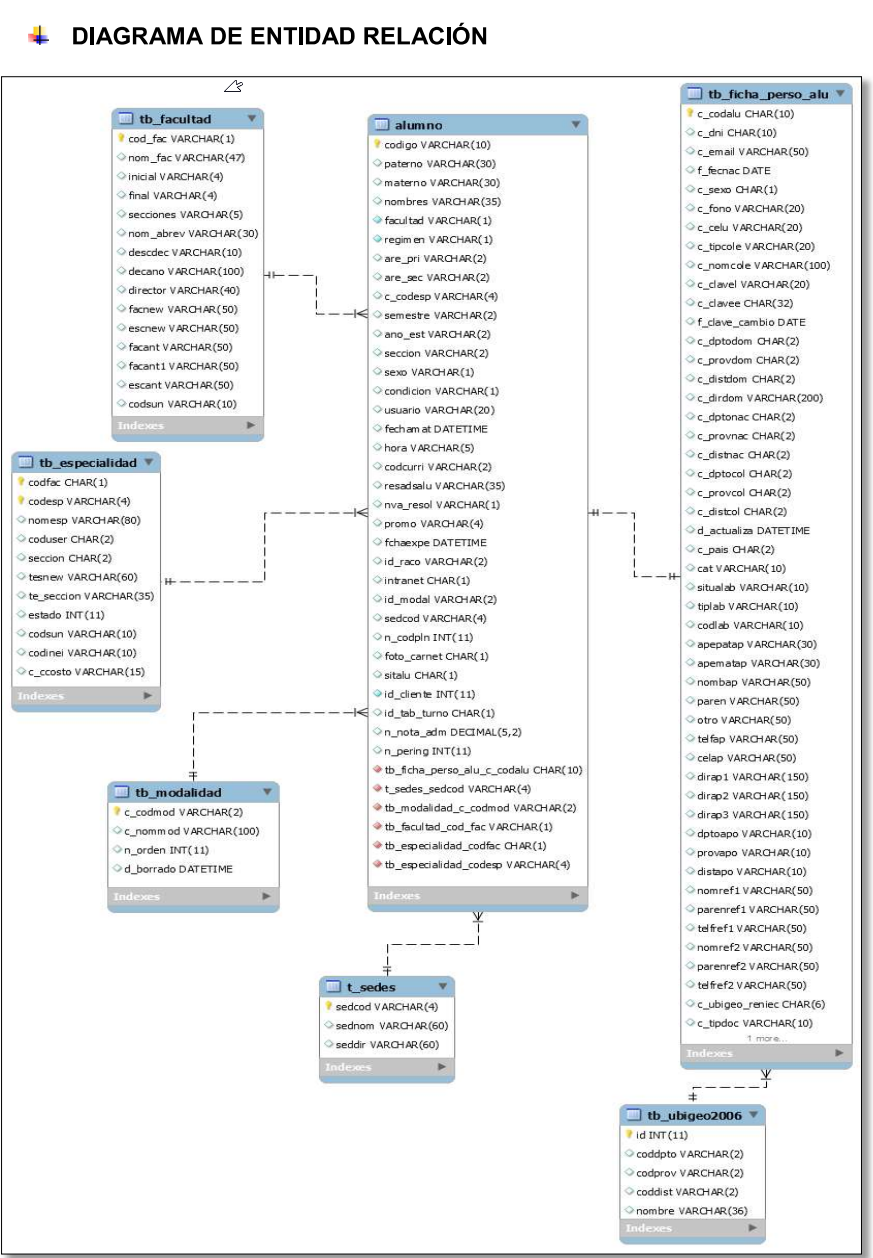 DIAGRAMA DE ENTIDAD RELACIÓN
tb_facultad
cod_fac VARCHAR(1)
nom_fac VARCHAR(47)
inicial VARCHAR(4)
final VARCHAR(4)
secciones VARCHAR(5)
nom_abrev VARCHAR(30)
descdec VARCHAR(10)
decano VARCHAR(100)
director VARCHAR(40)
facnew VARCHAR(50)
escnew VARCHAR(50)
facant VARCHAR(50)
facant1 VARCHAR(50)
escant VARCHAR(50)
codsun VARCHAR(10)
Indexes
tb_especialidad
codfac CHAR(1)
codesp VARCHAR(4)
nomesp VARCHAR(80)
coduser CHAR(2)
seccion CHAR(2)
tesnew VARCHAR(60)
te_seccion VARCHAR(35)
estado INT(11)
codsun VARCHAR(10)
codinei VARCHAR(10)
c_ccosto VARCHAR(15)
Indexes
tb_modalidad
c_codmod VARCHAR(2)
c_nommod VARCHAR(100)
n_orden INT(11)
d_borrado DATETIME
Indexes
alumno
codigo VARCHAR(10)
paterno VARCHAR(30)
materno VARCHAR(30)
nombres VARCHAR(35)
facultad VARCHAR(1)
regimen VARCHAR(1)
are_pri VARCHAR(2)
are_sec VARCHAR(2)
c_codesp VARCHAR(4)
semestre VARCHAR(2)
ano_est VARCHAR(2)
seccion VARCHAR(2)
sexo VARCHAR(1)
condicion VARCHAR(1)
usuario VARCHAR(20)
fechamat DATETIME
hora VARCHAR(5)
codcurri VARCHAR(2)
resadsalu VARCHAR(35)
nva_resol VARCHAR(1)
promo VARCHAR(4)
fchaexpe DATETIME
id_raco VARCHAR(2)
intranet CHAR(1)
id_modal VARCHAR(2)
sedcod VARCHAR(4)
n_codpln INT(11)
foto_carnet CHAR(1)
sitalu CHAR(1)
id_cliente INT(11)
id_tab_turno CHAR(1)
n_nota_adm DECIMAL(5,2)
n_pering INT(11)
tb_ficha_perso_alu_c_codalu CHAR(10)
t_sedes_sedcod VARCHAR(4)
tb_modalidad_c_codmod VARCHAR(2)
tb_facultad_cod_fac VARCHAR(1)
tb_especialidad_codfac CHAR(1)
tb_especialidad_codesp VARCHAR(4)
Indexes
t_sedes
sedcod VARCHAR(4)
sednom VARCHAR(60)
seddir VARCHAR(60)
Indexes
tb_ficha_perso_alu
c_codalu CHAR(10)
c_dni CHAR(10)
c_email VARCHAR(50)
f_fecnac DATE
c_sexo CHAR(1)
c_fono VARCHAR(20)
c_celu VARCHAR(20)
c_tipcole VARCHAR(20)
c_nomcole VARCHAR(100)
c_clavel VARCHAR(20)
c_clavee CHAR(32)
f_clave_cambio DATE
c_dptodom CHAR(2)
c_provdom CHAR(2)
c_distdom CHAR(2)
c_dirdom VARCHAR(200)
c_dptonac CHAR(2)
c_provnac CHAR(2)
c_distnac CHAR(2)
c_dptocol CHAR(2)
c_provcol CHAR(2)
c_distcol CHAR(2)
d_actualiza DATETIME
c_pais CHAR(2)
cat VARCHAR(10)
situalab VARCHAR(10)
tiplab VARCHAR(10)
codlab VARCHAR(10)
apepatap VARCHAR(30)
apematap VARCHAR(30)
nombap VARCHAR(50)
paren VARCHAR(50)
otro VARCHAR(50)
telfap VARCHAR(50)
celap VARCHAR(50)
dirap1 VARCHAR(150)
dirap2 VARCHAR(150)
dirap3 VARCHAR(150)
dptoapo VARCHAR(10)
provapo VARCHAR(10)
distapo VARCHAR(10)
nomref1 VARCHAR(50)
parenref1 VARCHAR(50)
telfref1 VARCHAR(50)
nomref2 VARCHAR(50)
parenref2 VARCHAR(50)
telfref2 VARCHAR(50)
c_ubigeo_reniec CHAR(6)
c_tipdoc VARCHAR(10)
1 more...
Indexes
tb_ubigeo2006
id INT(11)
coddpto VARCHAR(2)
codprov VARCHAR(2)
coddist VARCHAR(2)
nombre VARCHAR(36)
Indexes